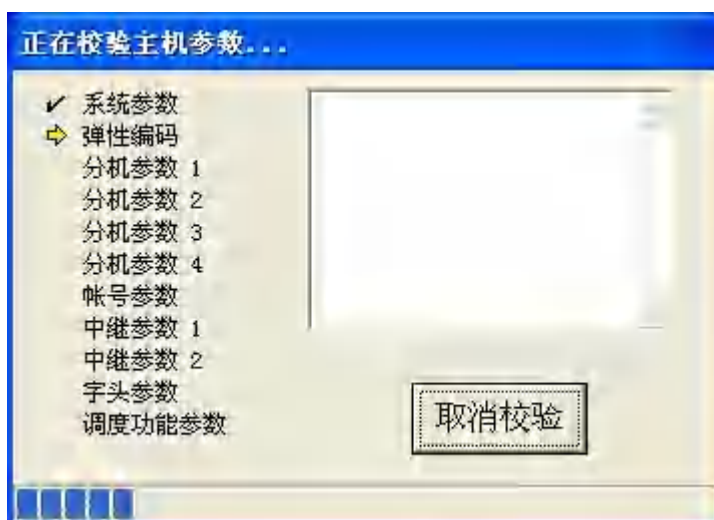 正在校验主机参数...
✔ 系统参数
⇨ 弹性编码
分机参数 1
分机参数 2
分机参数 3
分机参数 4
帐号参数
中继参数 1
中继参数 2
字头参数
调度功能参数
取消校验